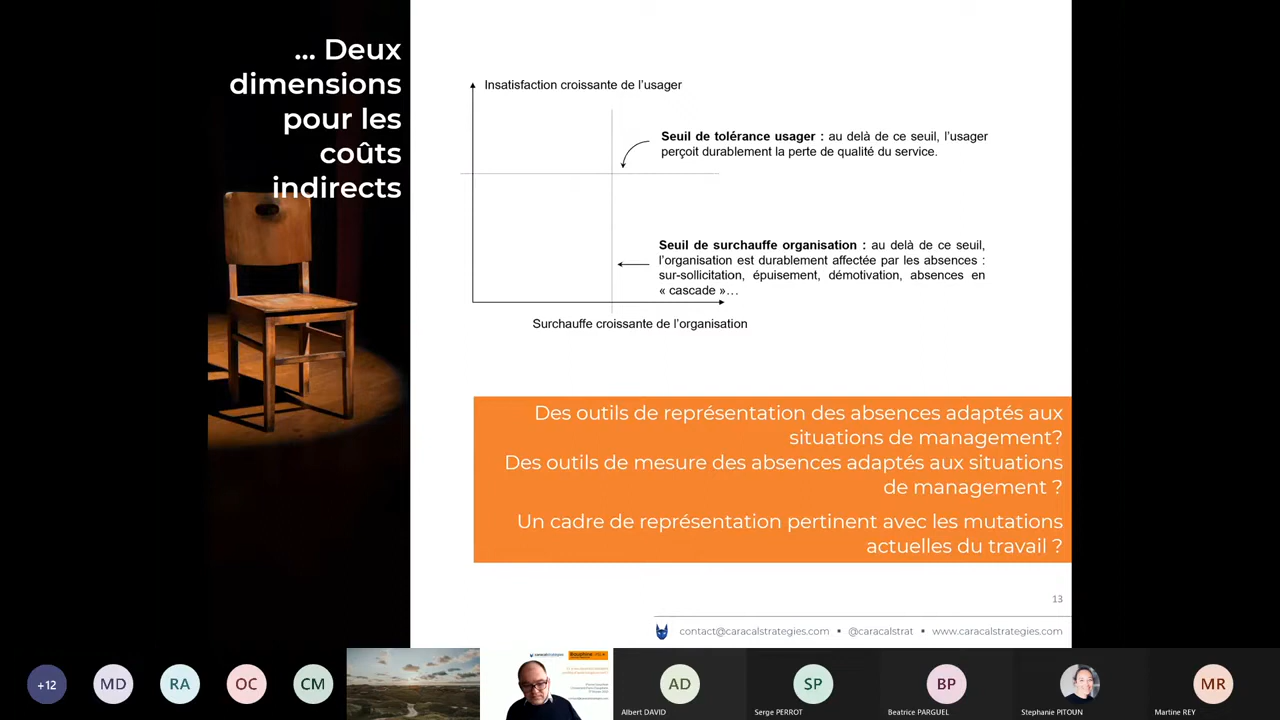 ... Deux
dimensions
pour les
coûts
indirects
Insatisfaction croissante de l'usager
Seuil de tolérance usager : au delà de ce seuil, l'usager
perçoit durablement la perte de qualité du service.
Seuil de surchauffe organisation : au delà de ce seuil,
l'organisation est durablement affectée par les absences :
sur-sollicitation, épuisement, démotivation, absences en
« cascade »…
Surchauffe croissante de l'organisation
Des outils de représentation des absences adaptés aux
situations de management?
Des outils de mesure des absences adaptés aux situations
de management ?
Un cadre de représentation pertinent avec les mutations
actuelles du travail ?
13
contact@caracalstrategies.com ▪ @caracalstrat ▪ www.caracalstrategies.com
+12
MD
RA
OC
CM
AD
Albert DAVID
SP
Serge PERROT
BP
Beatrice PARGUEL
Stephanie PITOUN
MR
Martine REY